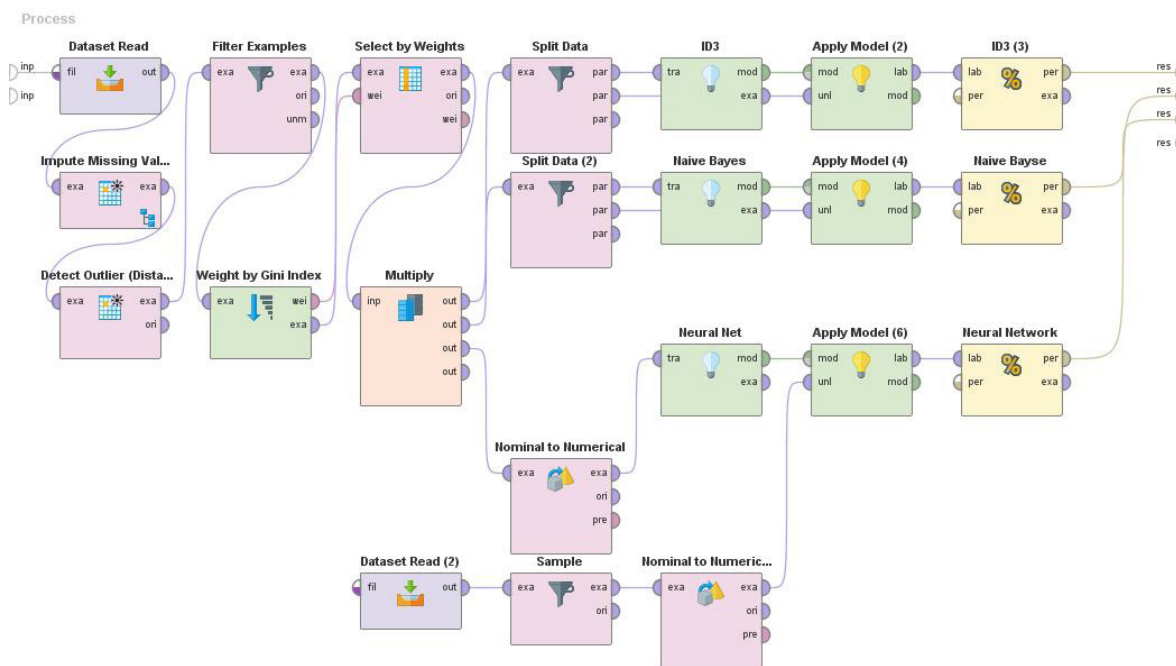 Process
inp
inp
Dataset Read
fil out
Filter Examples
exa exa
ori
unm
Select by Weights
exa exa
wei ori
wei
Split Data
exa par
par
par
ID3
tra mod
exa
Apply Model (2)
mod lab
unl mod
ID3 (3)
lab per
per exa
res
res
res
res
Impute Missing Val...
exa exa
Split Data (2)
exa par
par
par
Naive Bayes
tra mod
exa
Apply Model (4)
mod lab
unl mod
Naive Bayse
lab per
per exa
Detect Outlier (Dista...
exa exa
ori
Weight by Gini Index
exa wei
exa
Multiply
inp out
out
out
out
Neural Net
tra mod
exa
Apply Model (6)
mod lab
unl mod
Neural Network
lab per
per exa
Nominal to Numerical
exa exa
ori
pre
Dataset Read (2)
fil out
Sample
exa exa
ori
Nominal to Numeric...
exa exa
ori
pre